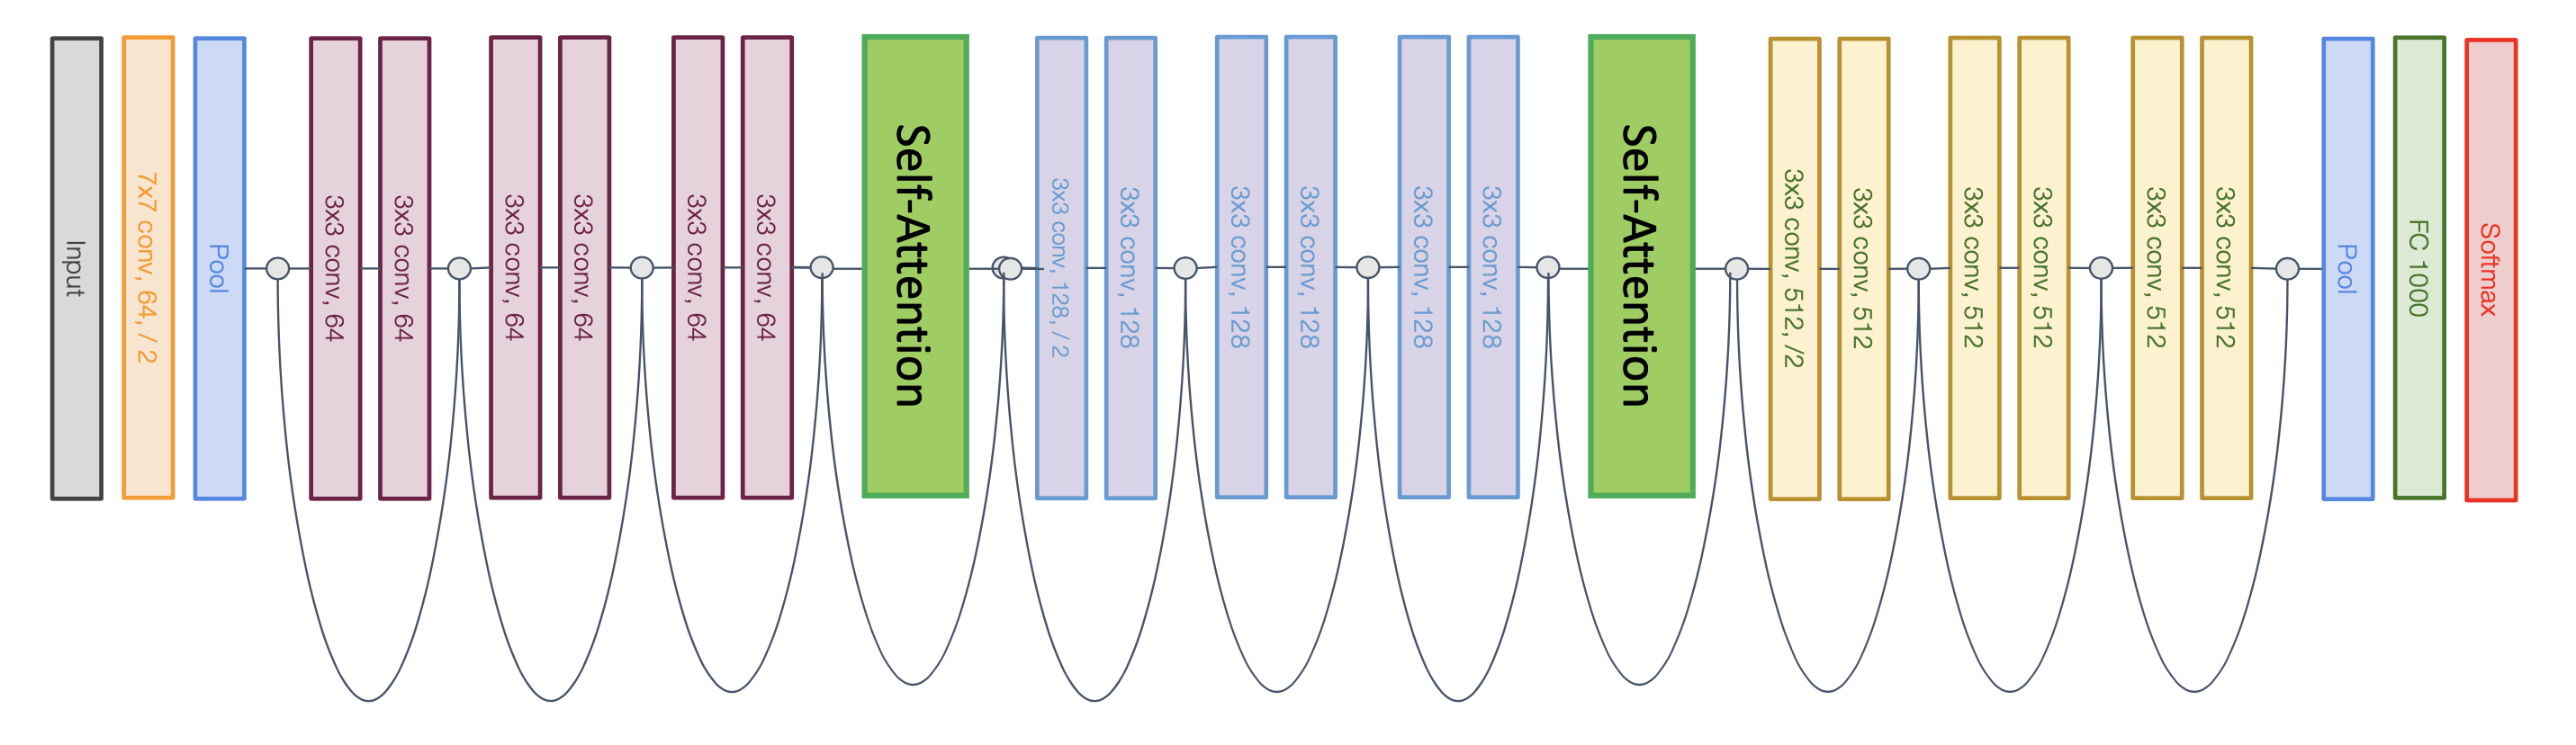 Input
7x7 conv, 64, / 2
Pool
3x3 conv, 64
3x3 conv, 64
3x3 conv, 64
3x3 conv, 64
3x3 conv, 64
3x3 conv, 64
Self-Attention
3x3 conv, 128, / 2
3x3 conv, 128
3x3 conv, 128
3x3 conv, 128
3x3 conv, 128
3x3 conv, 128
Self-Attention
3x3 conv, 512, /2
3x3 conv, 512
3x3 conv, 512
3x3 conv, 512
3x3 conv, 512
3x3 conv, 512
Pool
FC 1000
Softmax